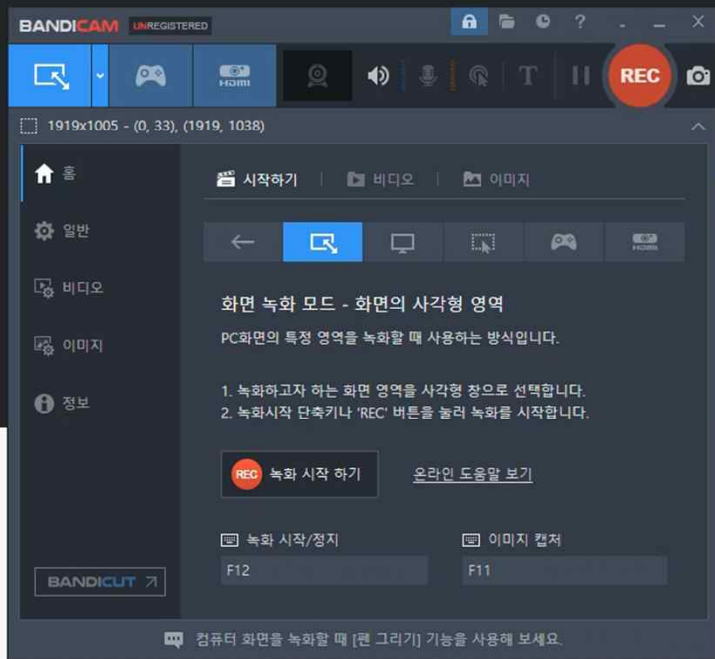 BANDICAM UNREGISTERED
HDMI
T
REC
1919x1005 - (0, 33), (1919, 1038)
홈
시작하기
비디오
이미지
일반
HDMI
비디오
화면 녹화 모드 - 화면의 사각형 영역
PC화면의 특정 영역을 녹화할 때 사용하는 방식입니다.
이미지
1. 녹화하고자 하는 화면 영역을 사각형 창으로 선택합니다.
2. 녹화시작 단축키나 'REC' 버튼을 눌러 녹화를 시작합니다.
정보
REC 녹화 시작 하기
온라인 도움말 보기
녹화 시작/정지
이미지 캡처
F12
F11
BANDICUT
컴퓨터 화면을 녹화할 때 [펜 그리기] 기능을 사용해 보세요.